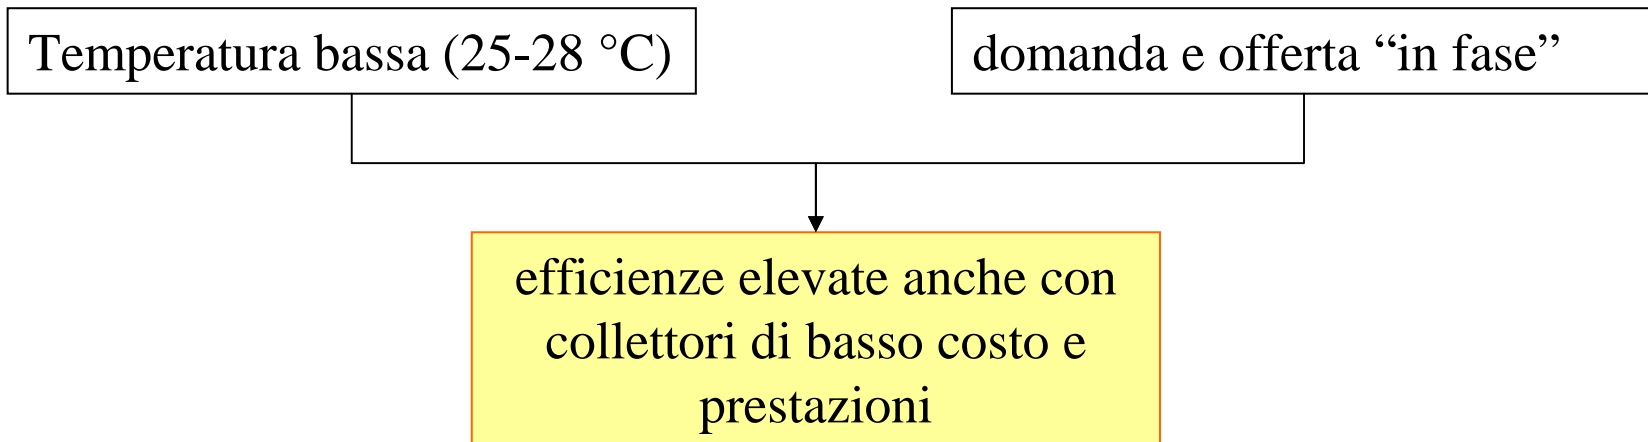 Temperatura bassa (25-28 °C)
domanda e offerta “in fase”
efficienze elevate anche con
collettori di basso costo e
prestazioni